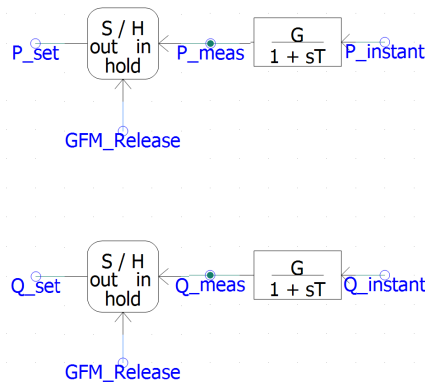 S / H
out in
hold
P_set
P_meas
G
1 + sT
P_instant
GFM_Release
S / H
out in
hold
Q_set
Q_meas
G
1 + sT
Q_instant
GFM_Release